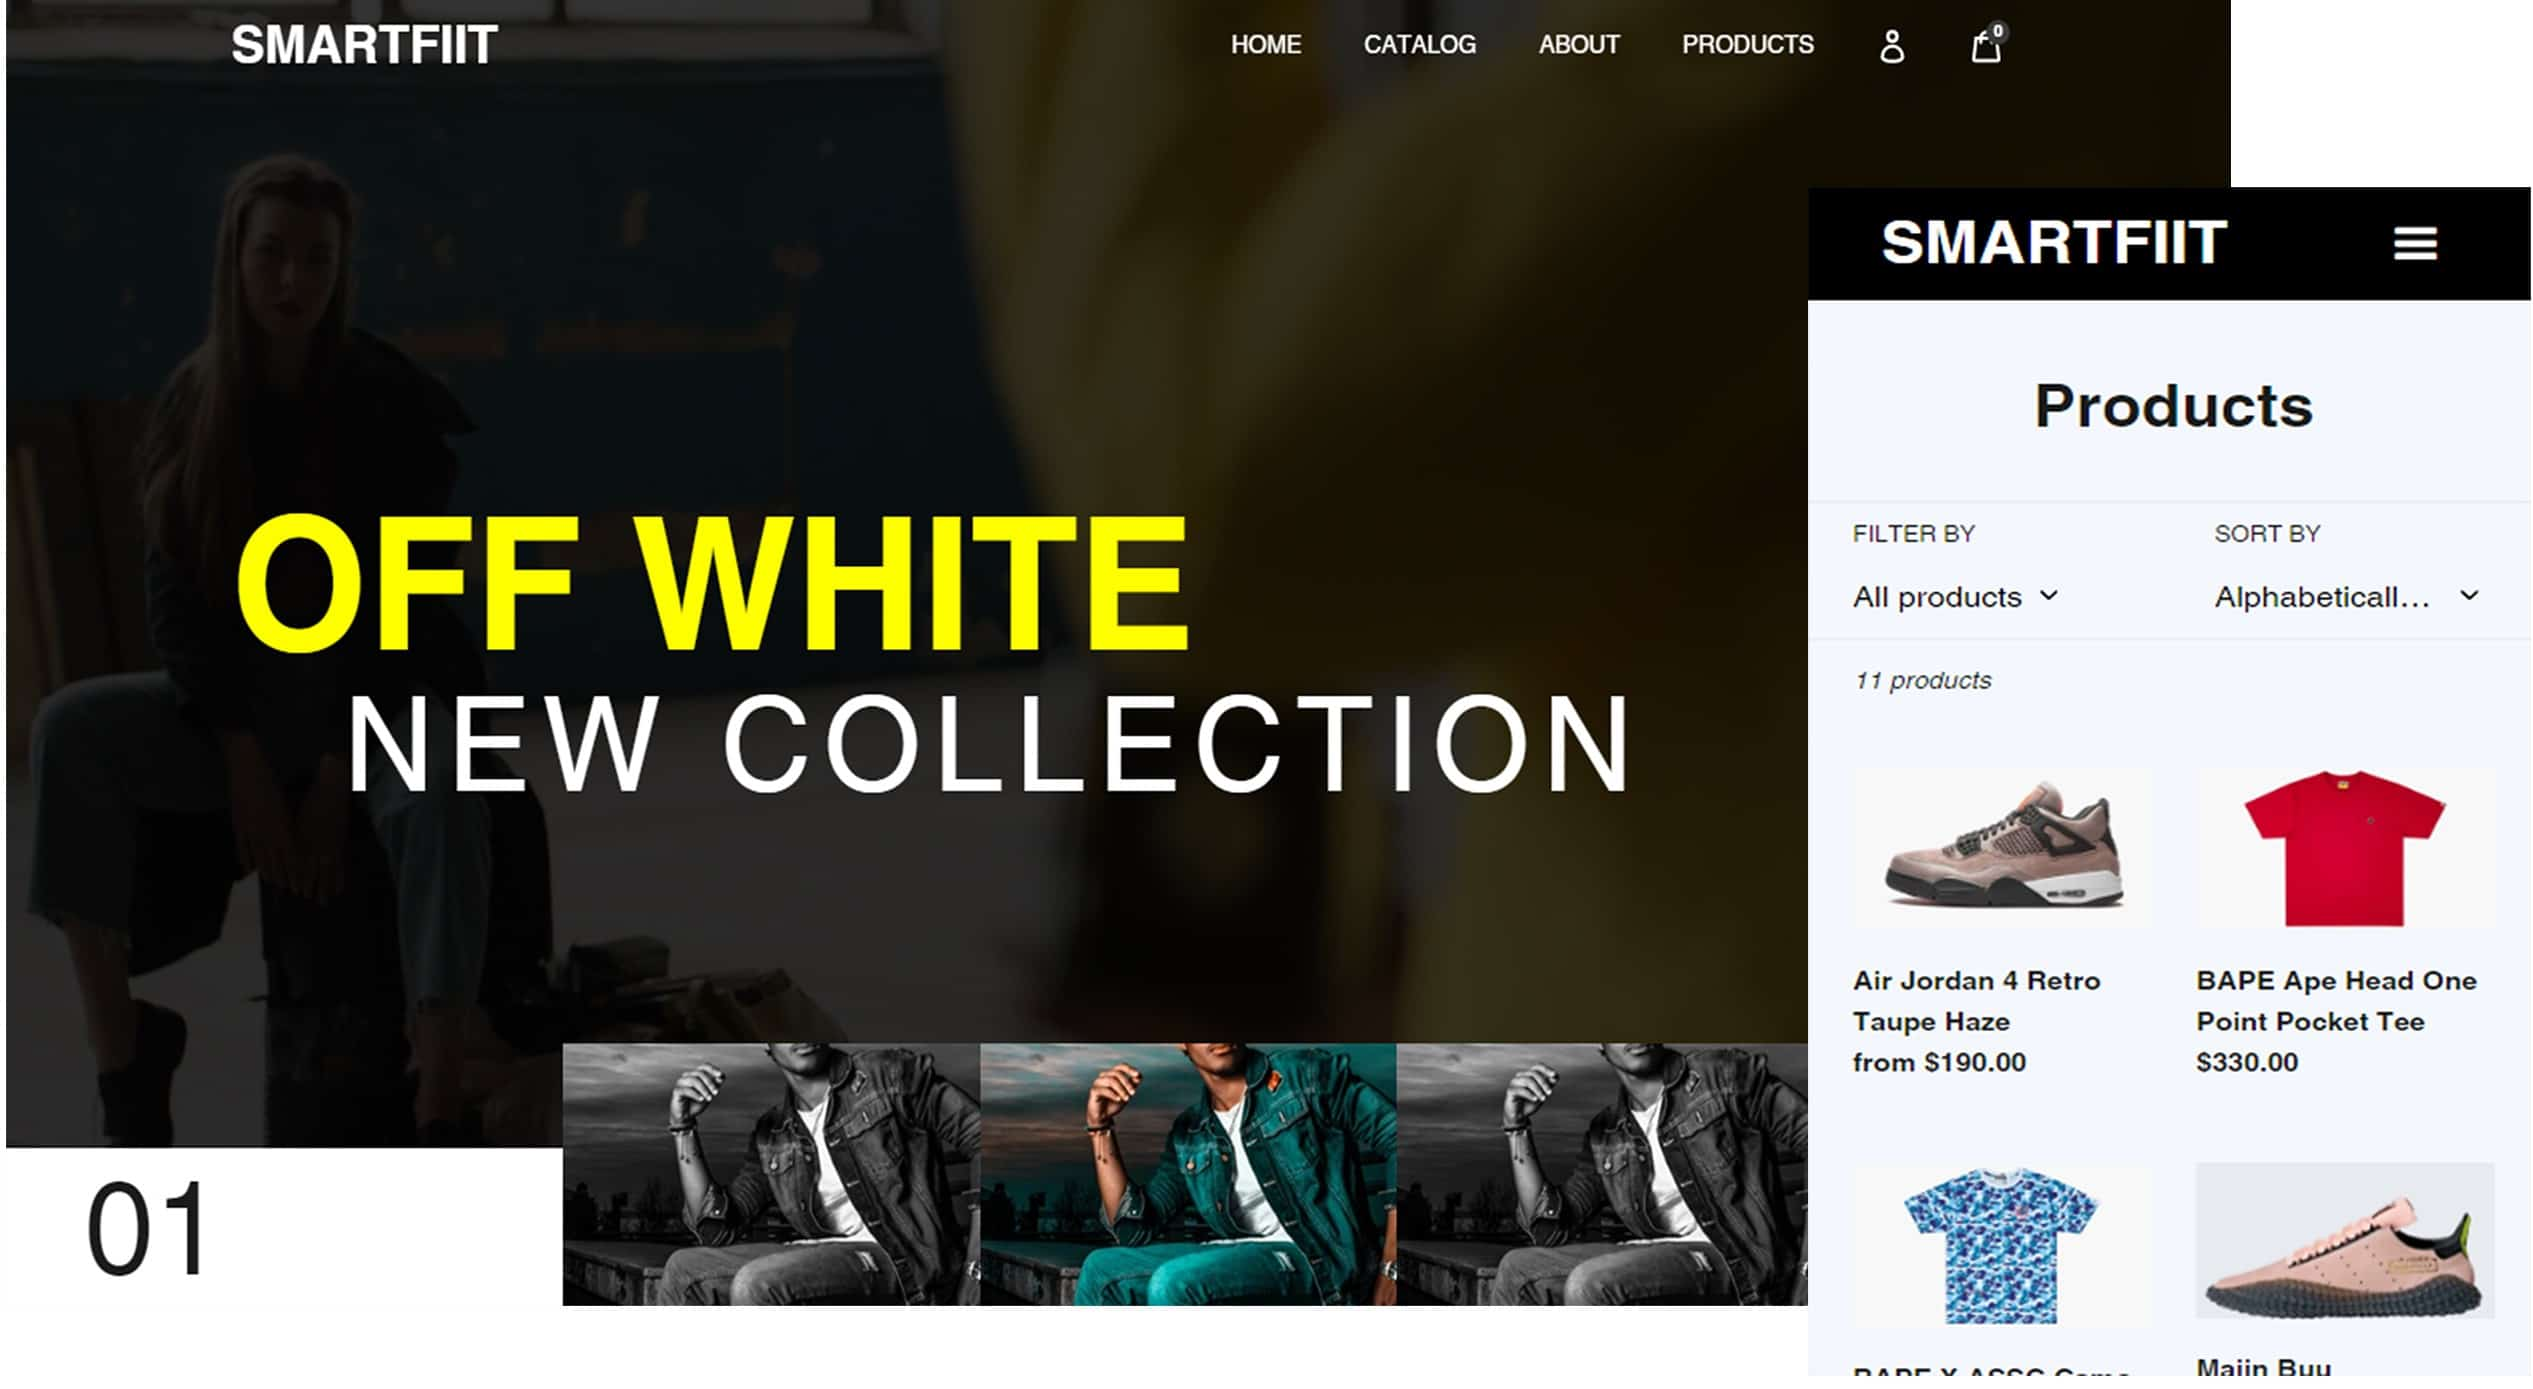 SMARTFIIT
HOME CATALOG ABOUT PRODUCTS 0
OFF WHITE
NEW COLLECTION
01
SMARTFIIT
Products
FILTER BY
SORT BY
All products
Alphabeticall...
11 products
Air Jordan 4 Retro
Taupe Haze
from $190.00
BAPE Ape Head One
Point Pocket Tee
$330.00
Majin Buu